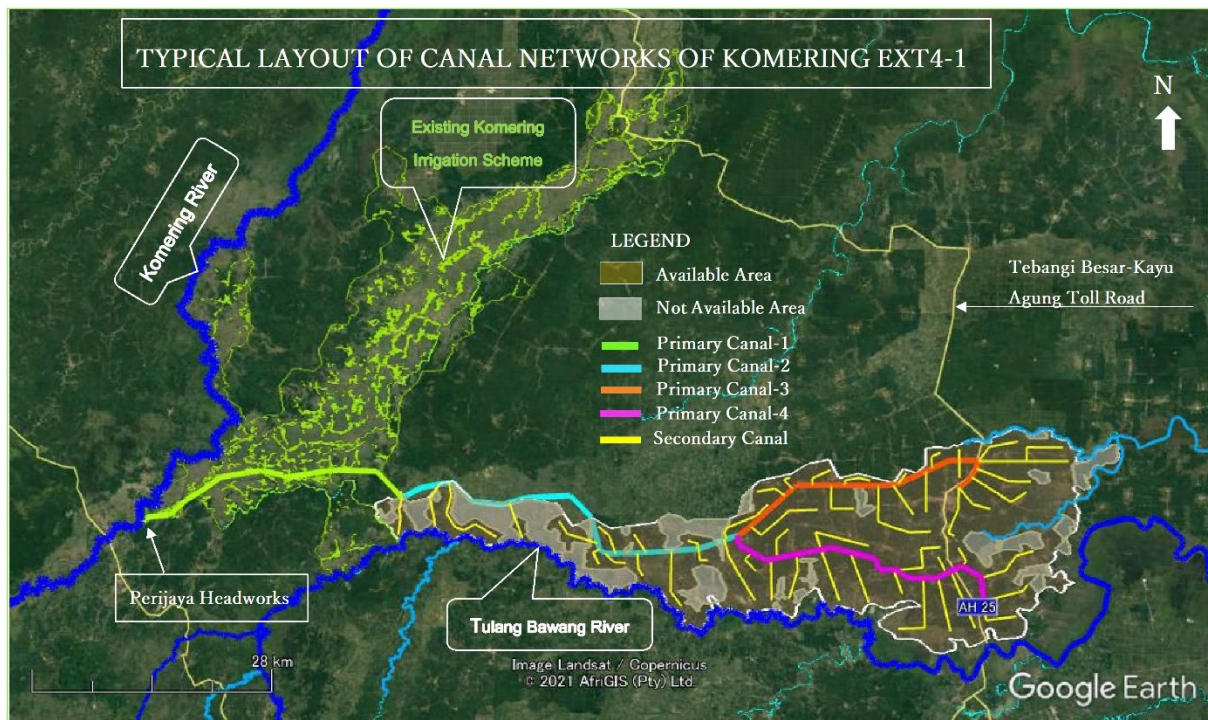 TYPICAL LAYOUT OF CANAL NETWORKS OF KOMERING EXT4-1
N
Existing Komering
Irrigation Scheme
Komering River
LEGEND
Available Area
Not Available Area
Primary Canal-1
Primary Canal-2
Primary Canal-3
Primary Canal-4
Secondary Canal
Tebangi Besar-Kayu
Agung Toll Road
Perijaya Headworks
Tulang Bawang River
AH 25
28 km
Image Landsat / Copernicus
© 2021 AfriGIS (Pty) Ltd.
Google Earth